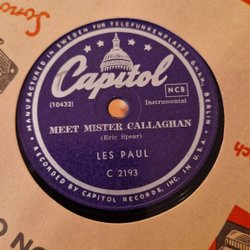 MANUFACTURED IN SWEDEN FOR TELEFUNKENPLATTE G.m.b.H. BERLIN
Capitol
(10432)
NCB
Instrumental
MEET MISTER CALLAGHAN
(Eric Spear)
LES PAUL
C 2193
RECORDED BY CAPITOL RECORDS, INC. IN U.S.A.